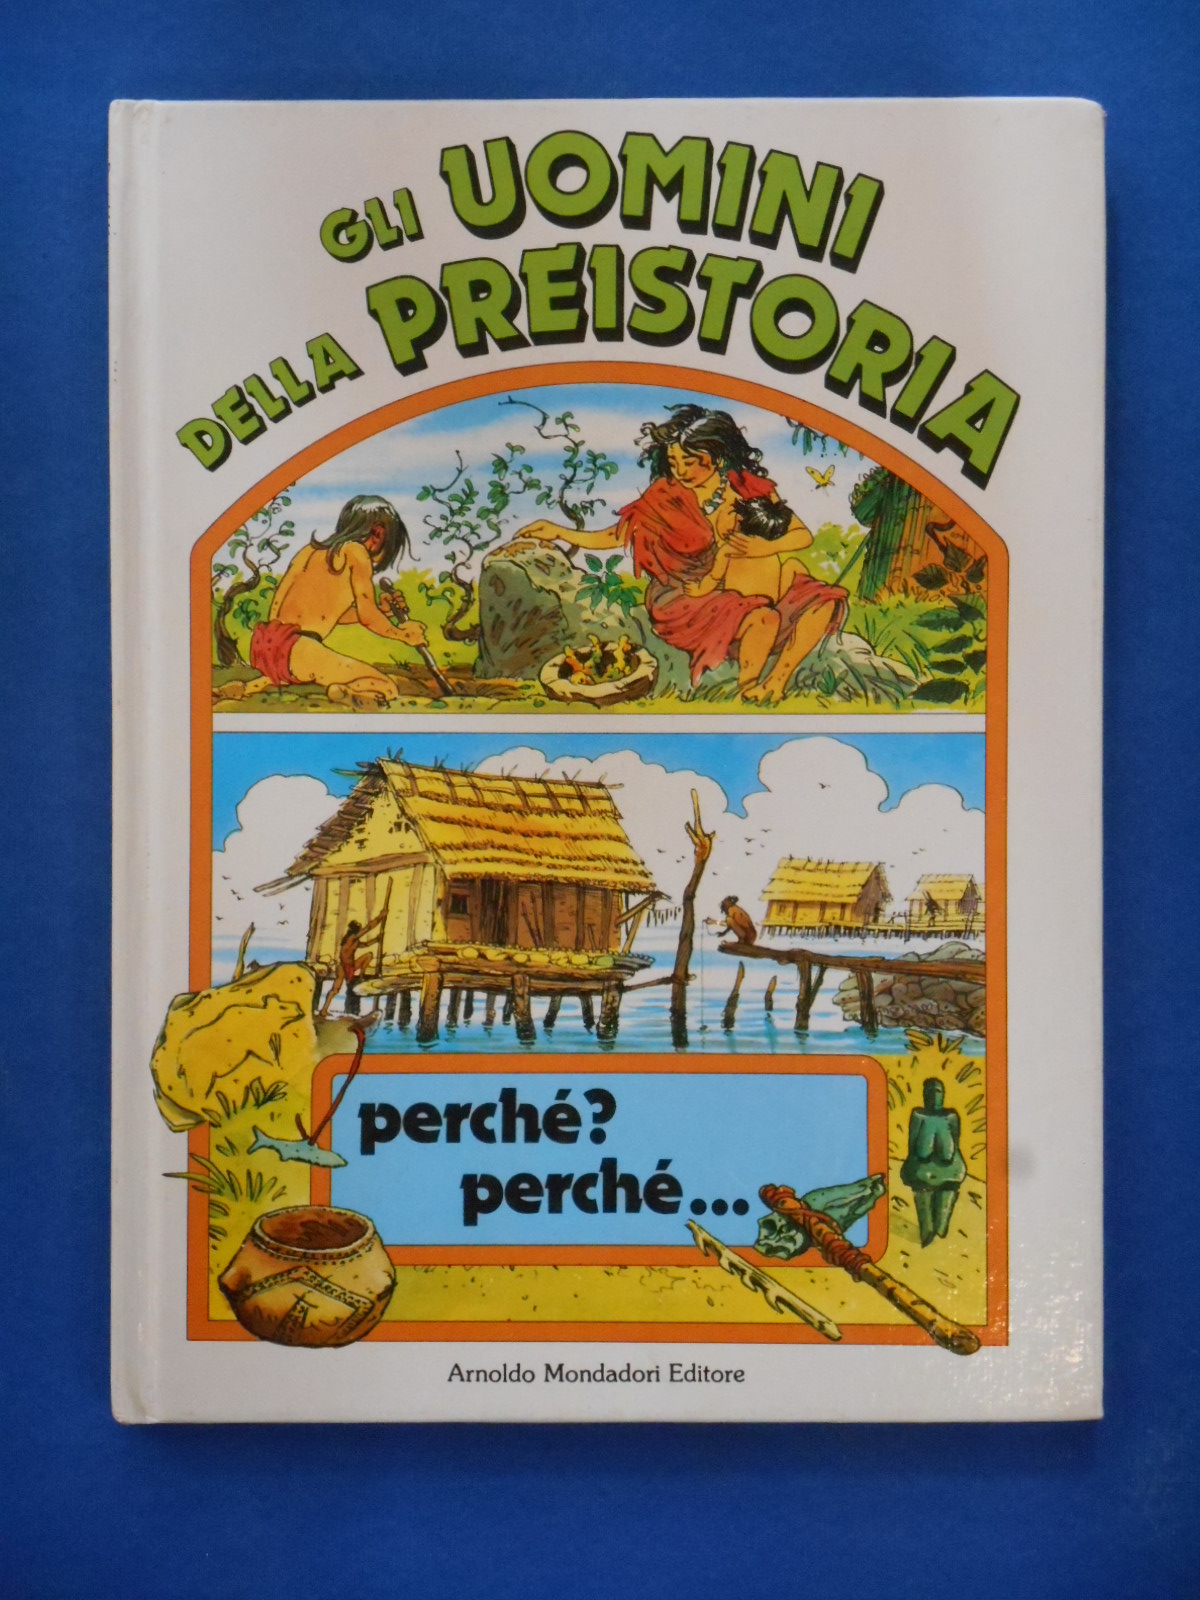 GLI UOMINI
DELLA PREISTORIA
perché?
perché...
Arnoldo Mondadori Editore